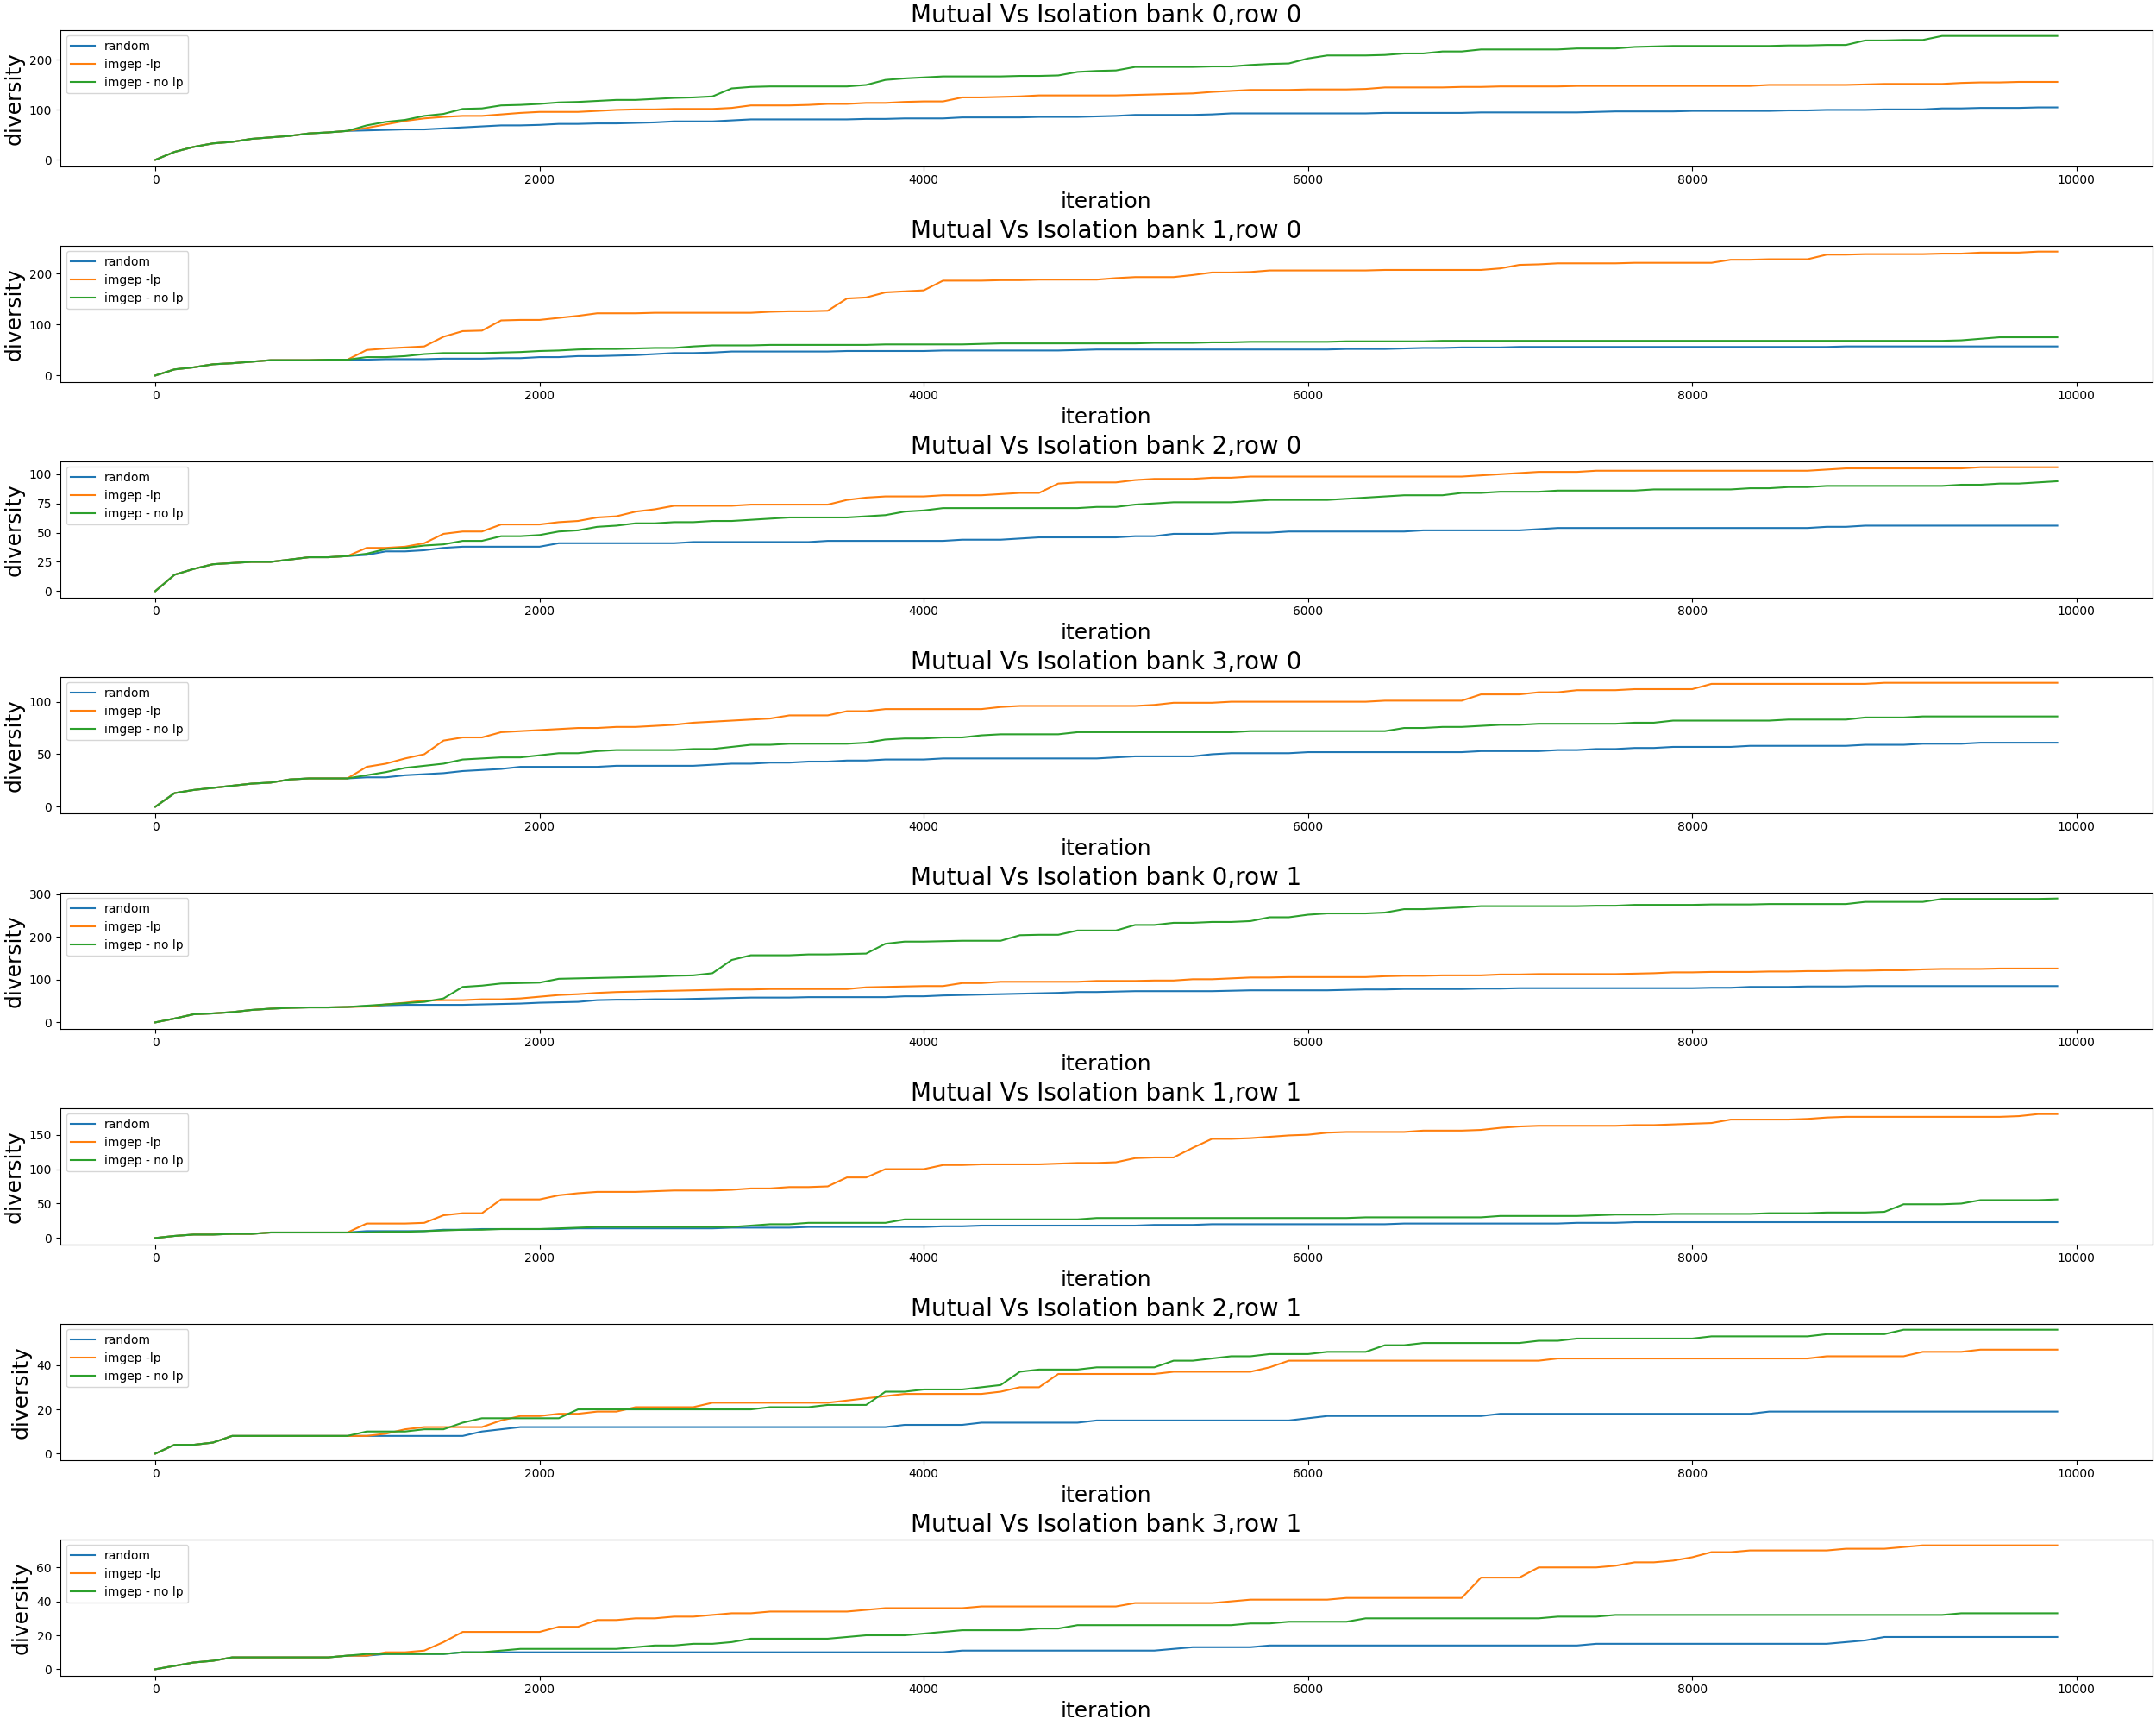 Mutual Vs Isolation bank 0,row 0
random
imgep -lp
imgep - no lp
diversity
200
100
0
0 2000 4000 6000 8000 10000
iteration
Mutual Vs Isolation bank 1,row 0
random
imgep -lp
imgep - no lp
diversity
200
100
0
0 2000 4000 6000 8000 10000
iteration
Mutual Vs Isolation bank 2,row 0
random
imgep -lp
imgep - no lp
diversity
100
75
50
25
0
0 2000 4000 6000 8000 10000
iteration
Mutual Vs Isolation bank 3,row 0
random
imgep -lp
imgep - no lp
diversity
100
50
0
0 2000 4000 6000 8000 10000
iteration
Mutual Vs Isolation bank 0,row 1
random
imgep -lp
imgep - no lp
diversity
300
200
100
0
0 2000 4000 6000 8000 10000
iteration
Mutual Vs Isolation bank 1,row 1
random
imgep -lp
imgep - no lp
diversity
150
100
50
0
0 2000 4000 6000 8000 10000
iteration
Mutual Vs Isolation bank 2,row 1
random
imgep -lp
imgep - no lp
diversity
40
20
0
0 2000 4000 6000 8000 10000
iteration
Mutual Vs Isolation bank 3,row 1
random
imgep -lp
imgep - no lp
diversity
60
40
20
0
0 2000 4000 6000 8000 10000
iteration